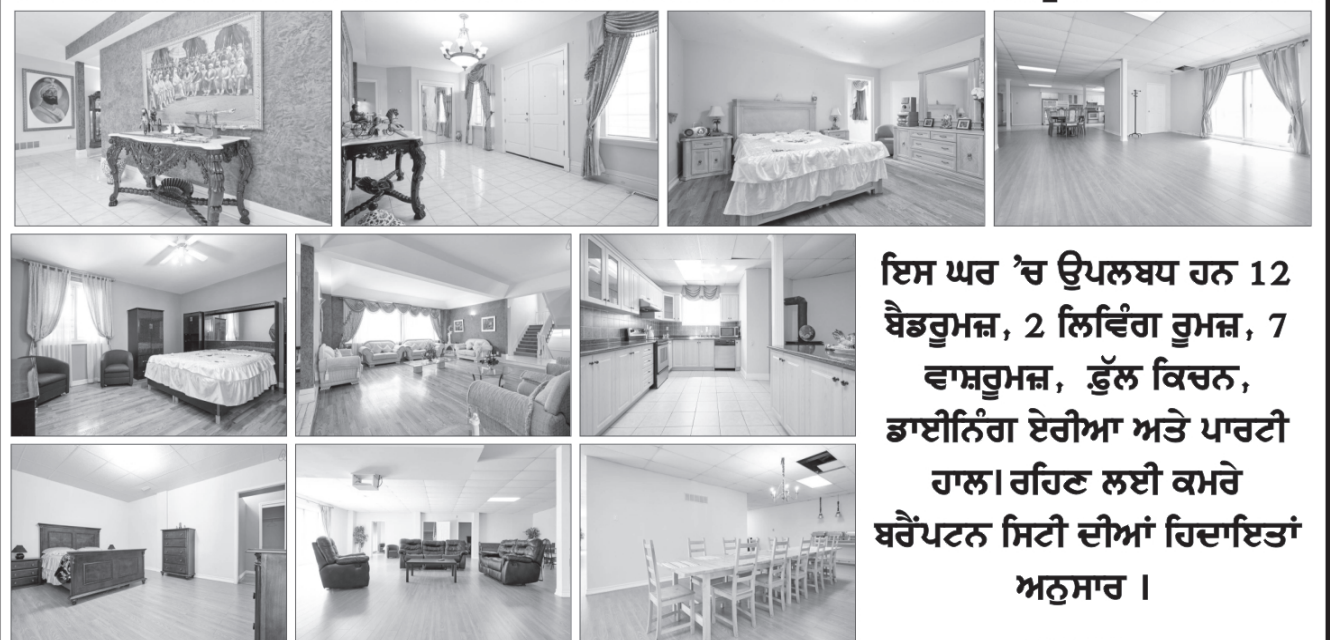 ਇਸ ਘਰ ’ਚ ਉਪਲਬਧ ਹਨ 12
ਬੈਡਰੂਮਜ਼, 2 ਲਿਵਿੰਗ ਰੂਮਜ਼, 7
ਵਾਸ਼ਰੂਮਜ਼, ਫ਼ੁੱਲ ਕਿਚਨ,
ਡਾਈਨਿੰਗ ਏਰੀਆ ਅਤੇ ਪਾਰਟੀ
ਹਾਲ।ਰਹਿਣ ਲਈ ਕਮਰੇ
ਬਰੈਂਪਟਨ ਸਿਟੀ ਦੀਆਂ ਹਿਦਾਇਤਾਂ
ਅਨੁਸਾਰ ।